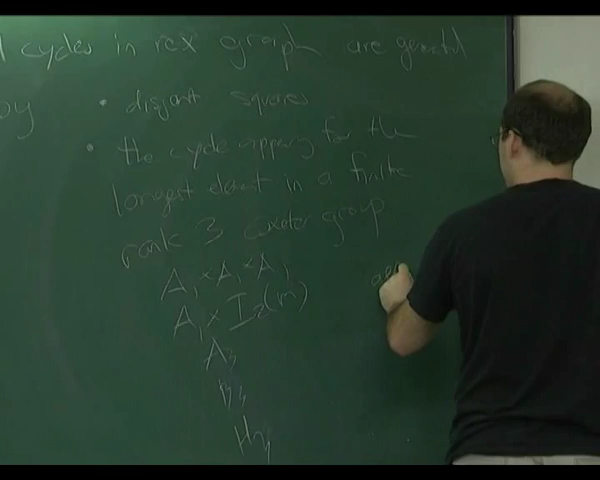 cycles in rex graph are generated
by • disjoint squares
• the cycle appearing for the
longest element in a finite
rank 3 Coxeter group
A₁ × A₁ × A₁
A₁ × I₂(m)
A₃
B₃
H₃